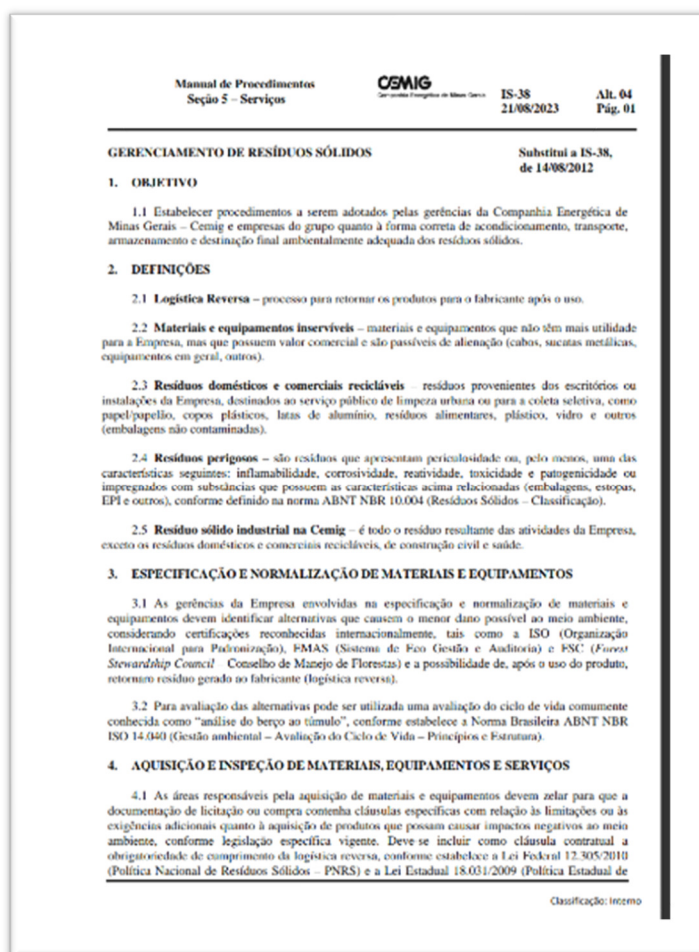 Manual de Procedimentos
Seção 5 – Serviços
CEMIG
Companhia Energética de Minas Gerais
IS-38
21/08/2023
Alt. 04
Pág. 01
GERENCIAMENTO DE RESÍDUOS SÓLIDOS
Substitui a IS-38,
de 14/08/2012
1. OBJETIVO
1.1 Estabelecer procedimentos a serem adotados pelas gerências da Companhia Energética de
Minas Gerais – Cemig e empresas do grupo quanto à forma correta de acondicionamento, transporte,
armazenamento e destinação final ambientalmente adequada dos resíduos sólidos.
2. DEFINIÇÕES
2.1 Logística Reversa – processo para retornar os produtos para o fabricante após o uso.
2.2 Materiais e equipamentos inservíveis – materiais e equipamentos que não têm mais utilidade
para a Empresa, mas que possuem valor comercial e são passíveis de alienação (cabos, sucatas metálicas,
equipamentos em geral, outros).
2.3 Resíduos domésticos e comerciais recicláveis – resíduos provenientes dos escritórios ou
instalações da Empresa, destinados ao serviço público de limpeza urbana ou para a coleta seletiva, como
papel/papelão, copos plásticos, latas de alumínio, resíduos alimentares, plástico, vidro e outros
(embalagens não contaminadas).
2.4 Resíduos perigosos – são resíduos que apresentam periculosidade ou, pelo menos, uma das
características seguintes: inflamabilidade, corrosividade, reatividade, toxicidade e patogenicidade ou
impregnados com substâncias que possuem as características acima relacionadas (embalagens, estopas,
EPI e outros), conforme definido na norma ABNT NBR 10.004 (Resíduos Sólidos – Classificação).
2.5 Resíduo sólido industrial na Cemig – é todo o resíduo resultante das atividades da Empresa,
exceto os resíduos domésticos e comerciais recicláveis, de construção civil e saúde.
3. ESPECIFICAÇÃO E NORMALIZAÇÃO DE MATERIAIS E EQUIPAMENTOS
3.1 As gerências da Empresa envolvidas na especificação e normalização de materiais e
equipamentos devem identificar alternativas que causem o menor dano possível ao meio ambiente,
considerando certificações reconhecidas internacionalmente, tais como a ISO (Organização
Internacional para Padronização), EMAS (Sistema de Eco Gestão e Auditoria) e FSC (Forest
Stewardship Council – Conselho de Manejo de Florestas) e a possibilidade de, após o uso do produto,
retornaro resíduo gerado ao fabricante (logística reversa).
3.2 Para avaliação das alternativas pode ser utilizada uma avaliação do ciclo de vida comumente
conhecida como “análise do berço ao túmulo”, conforme estabelece a Norma Brasileira ABNT NBR
ISO 14.040 (Gestão ambiental – Avaliação do Ciclo de Vida – Princípios e Estrutura).
4. AQUISIÇÃO E INSPEÇÃO DE MATERIAIS, EQUIPAMENTOS E SERVIÇOS
4.1 As áreas responsáveis pela aquisição de materiais e equipamentos devem zelar para que a
documentação de licitação ou compra contenha cláusulas específicas com relação às limitações ou às
exigências adicionais quanto à aquisição de produtos que possam causar impactos negativos ao meio
ambiente, conforme legislação específica vigente. Deve-se incluir como cláusula contratual a
obrigatoriedade de cumprimento da logística reversa, conforme estabelece a Lei Federal 12.305/2010
(Política Nacional de Resíduos Sólidos – PNRS) e a Lei Estadual 18.031/2009 (Política Estadual de
Classificação: Interno